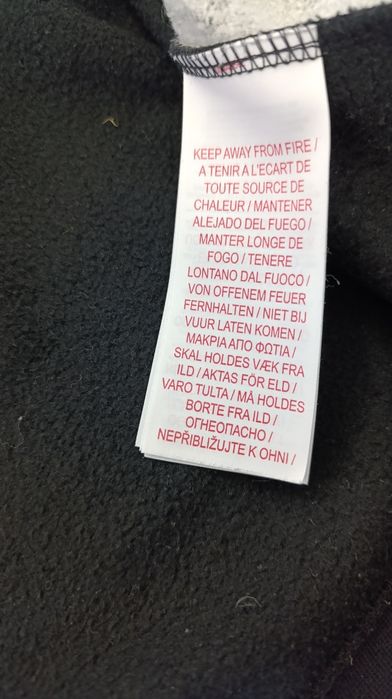 KEEP AWAY FROM FIRE /
A TENIR A L'ECART DE
TOUTE SOURCE DE
CHALEUR / MANTENER
ALEJADO DEL FUEGO /
MANTER LONGE DE
FOGO / TENERE
LONTANO DAL FUOCO /
VON OFFENEM FEUER
FERNHALTEN / NIET BIJ
VUUR LATEN KOMEN /
ΜΑΚΡΙΑ ΑΠΟ ΦΩΤΙΑ /
SKAL HOLDES VÆK FRA
ILD / AKTAS FÖR ELD /
VARO TULTA / MÅ HOLDES
BORTE FRA ILD /
ОГНЕОПАСНО /
NEPŘIBLIŽUJTE K OHNI /